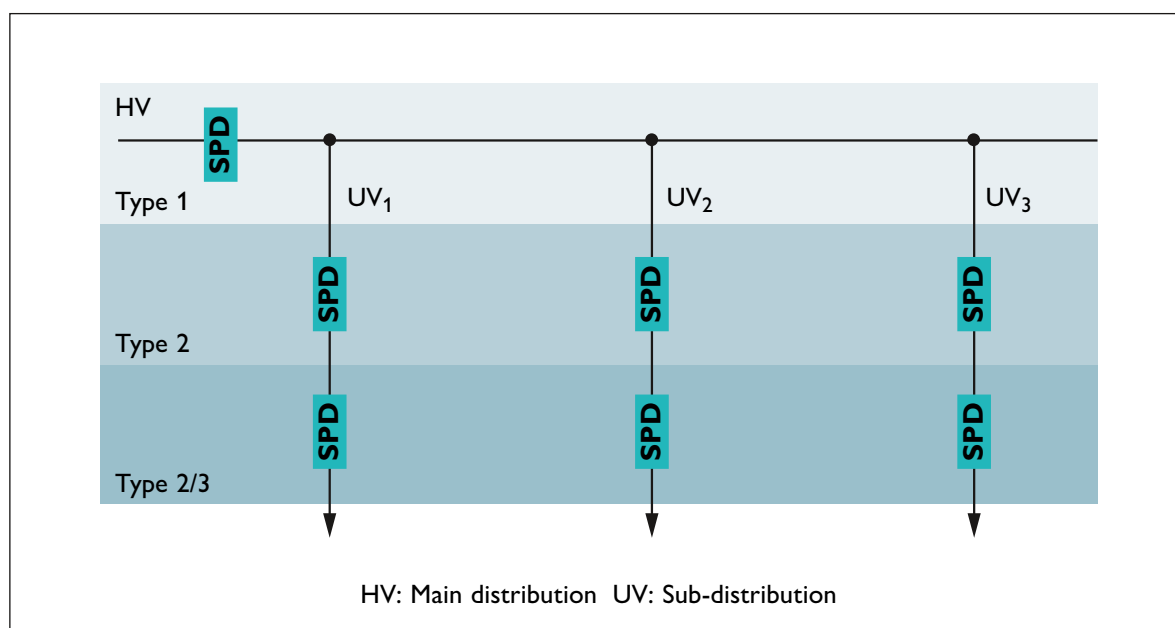 HV
SPD
Type 1
UV₁ UV₂ UV₃
SPD SPD SPD
Type 2
SPD SPD SPD
Type 2/3
HV: Main distribution UV: Sub-distribution